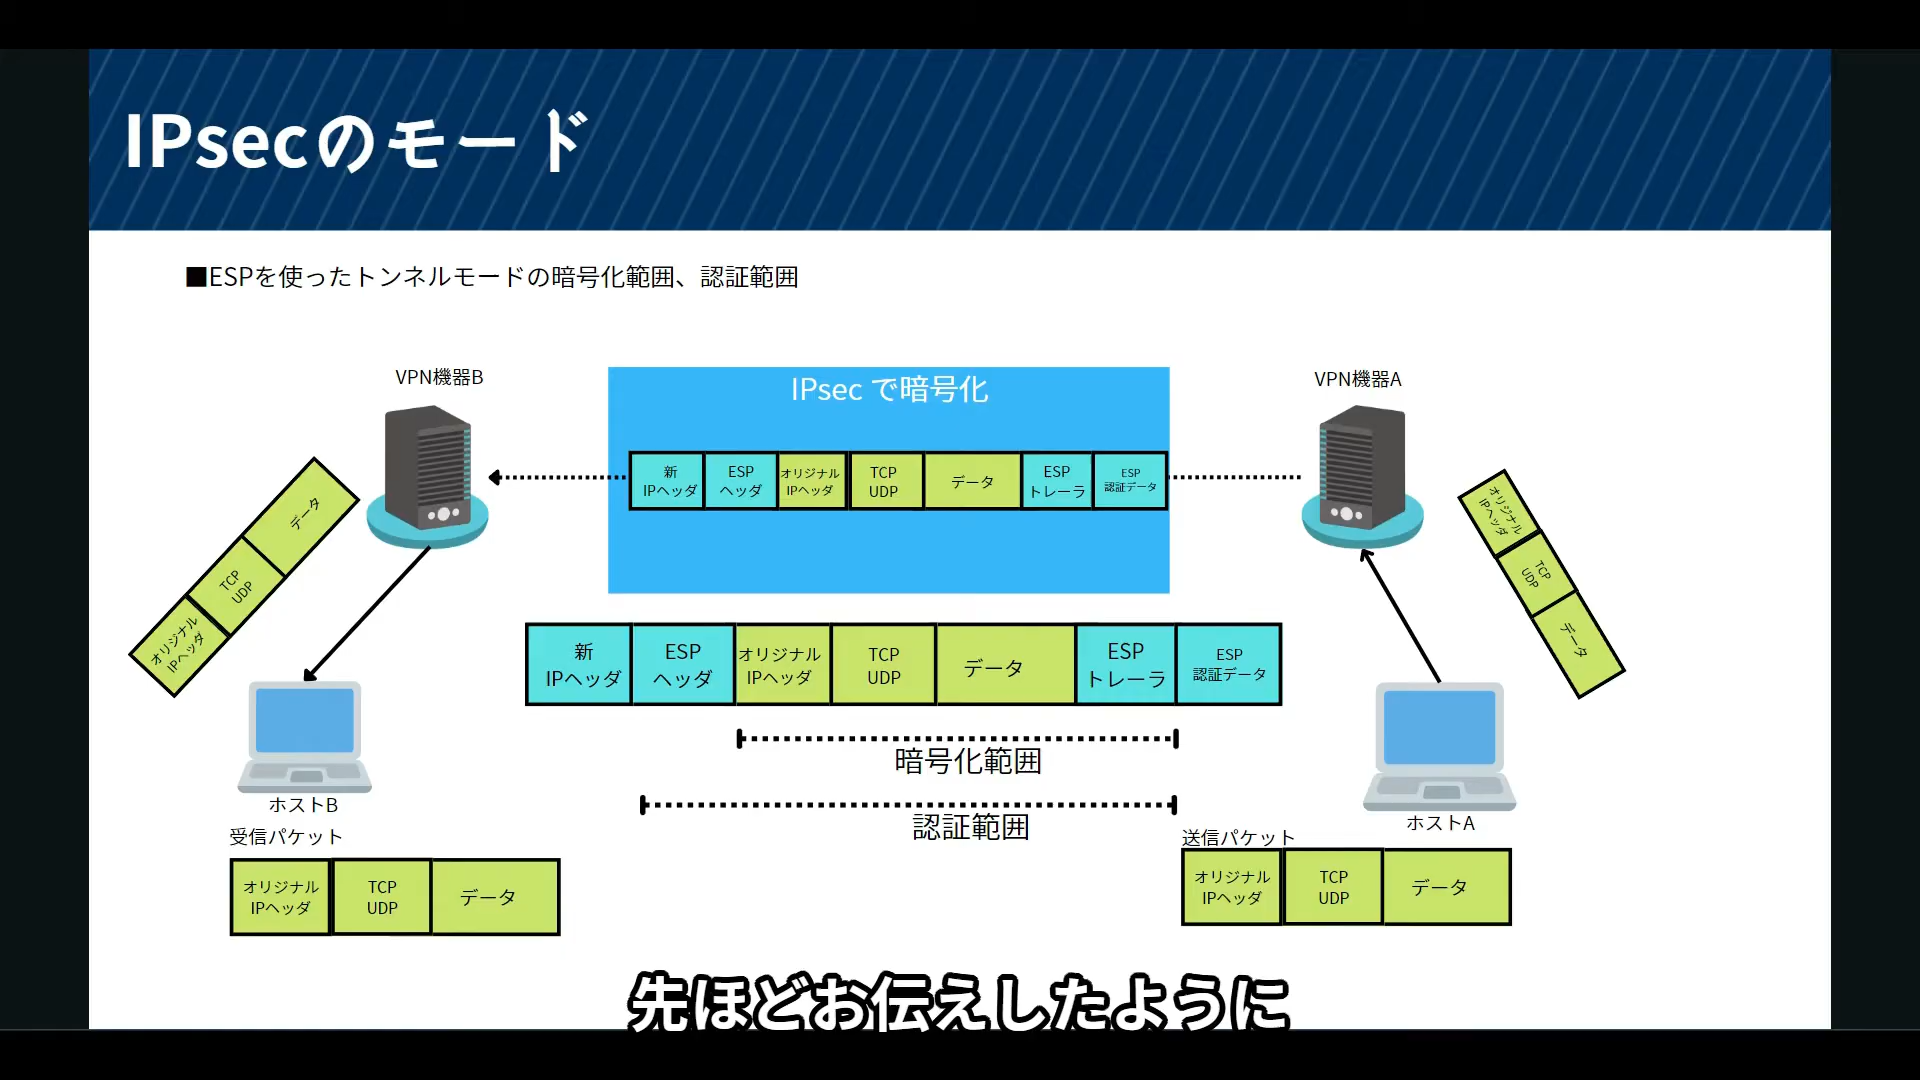 IPsecのモード
■ESPを使ったトンネルモードの暗号化範囲、認証範囲
VPN機器B
IPsec で暗号化
VPN機器A
新
IPヘッダ
ESP
ヘッダ
オリジナル
IPヘッダ
TCP
UDP
データ
ESP
トレーラ
ESP
認証データ
データ
TCP
UDP
オリジナル
IPヘッダ
オリジナル
IPヘッダ
TCP
UDP
データ
新
IPヘッダ
ESP
ヘッダ
オリジナル
IPヘッダ
TCP
UDP
データ
ESP
トレーラ
ESP
認証データ
暗号化範囲
認証範囲
ホストB
受信パケット
オリジナル
IPヘッダ
TCP
UDP
データ
ホストA
送信パケット
オリジナル
IPヘッダ
TCP
UDP
データ
先ほどお伝えしたように